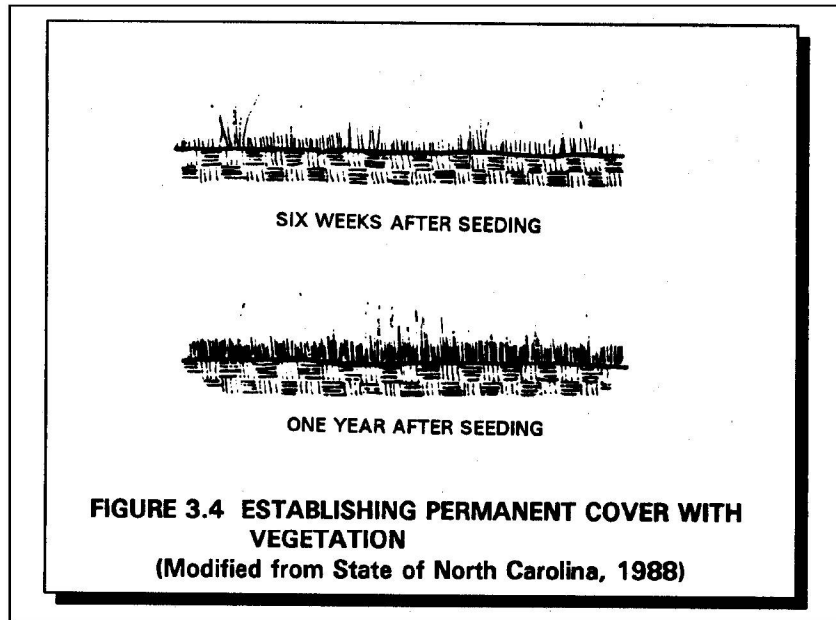 SIX WEEKS AFTER SEEDING
ONE YEAR AFTER SEEDING
FIGURE 3.4 ESTABLISHING PERMANENT COVER WITH
VEGETATION
(Modified from State of North Carolina, 1988)